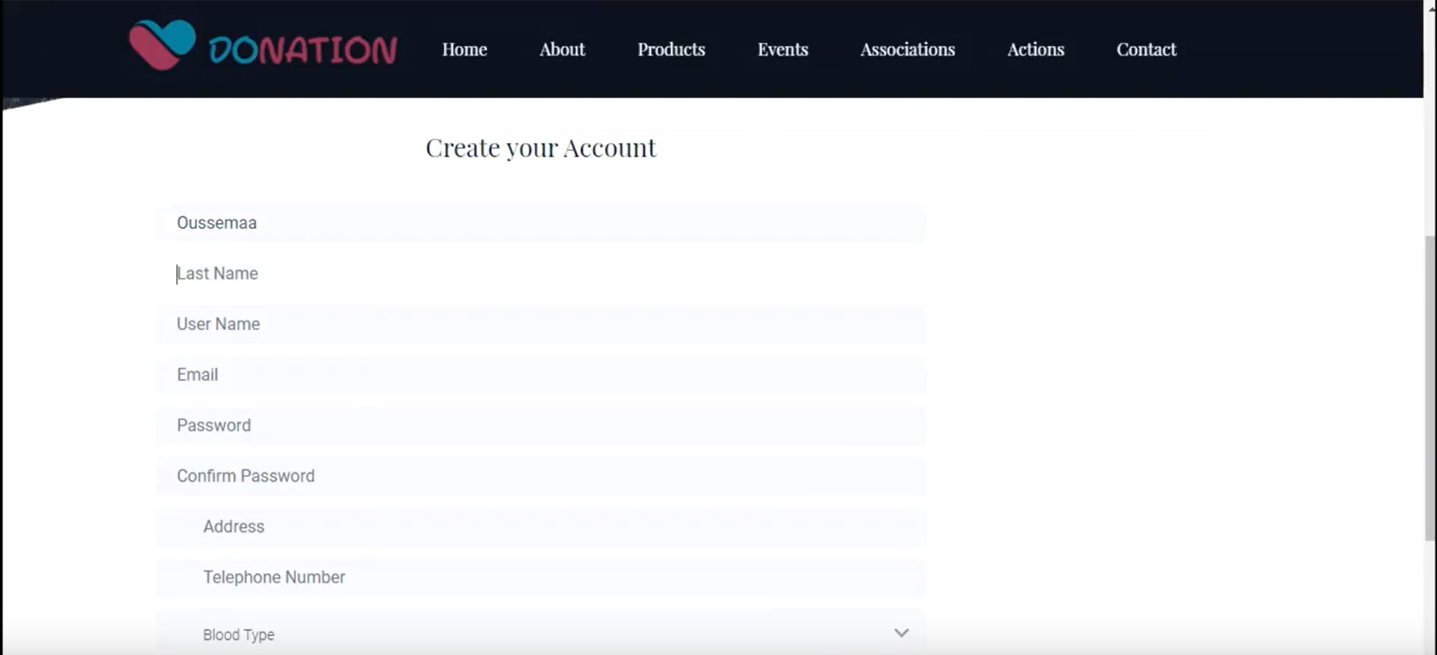 DONATION Home About Products Events Associations Actions Contact
Create your Account
Oussemaa
Last Name
User Name
Email
Password
Confirm Password
Address
Telephone Number
Blood Type